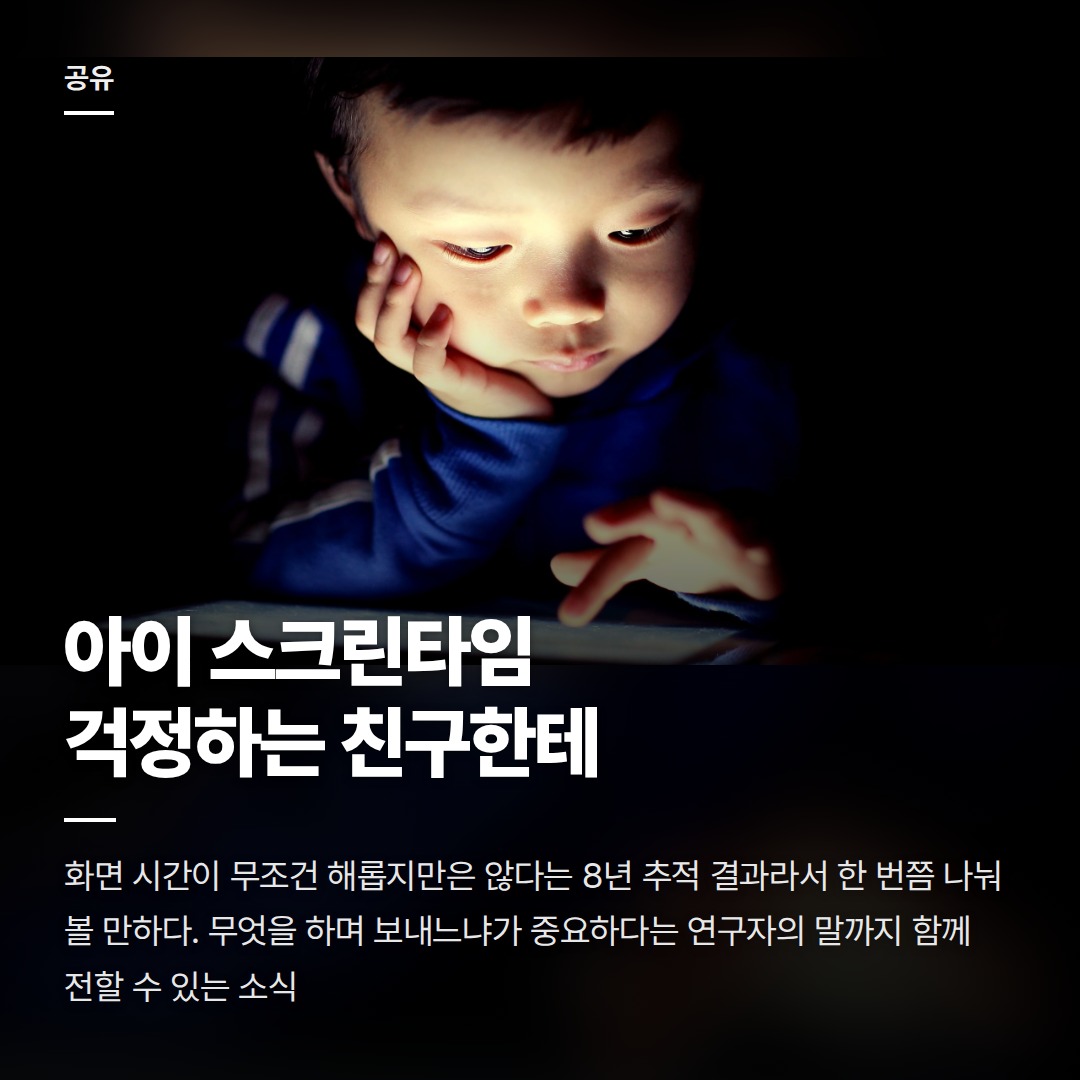 공유
아이 스크린타임
걱정하는 친구한테
화면 시간이 무조건 해롭지만은 않다는 8년 추적 결과라서 한 번쯤 나눠
볼 만하다. 무엇을 하며 보내느냐가 중요하다는 연구자의 말까지 함께
전할 수 있는 소식